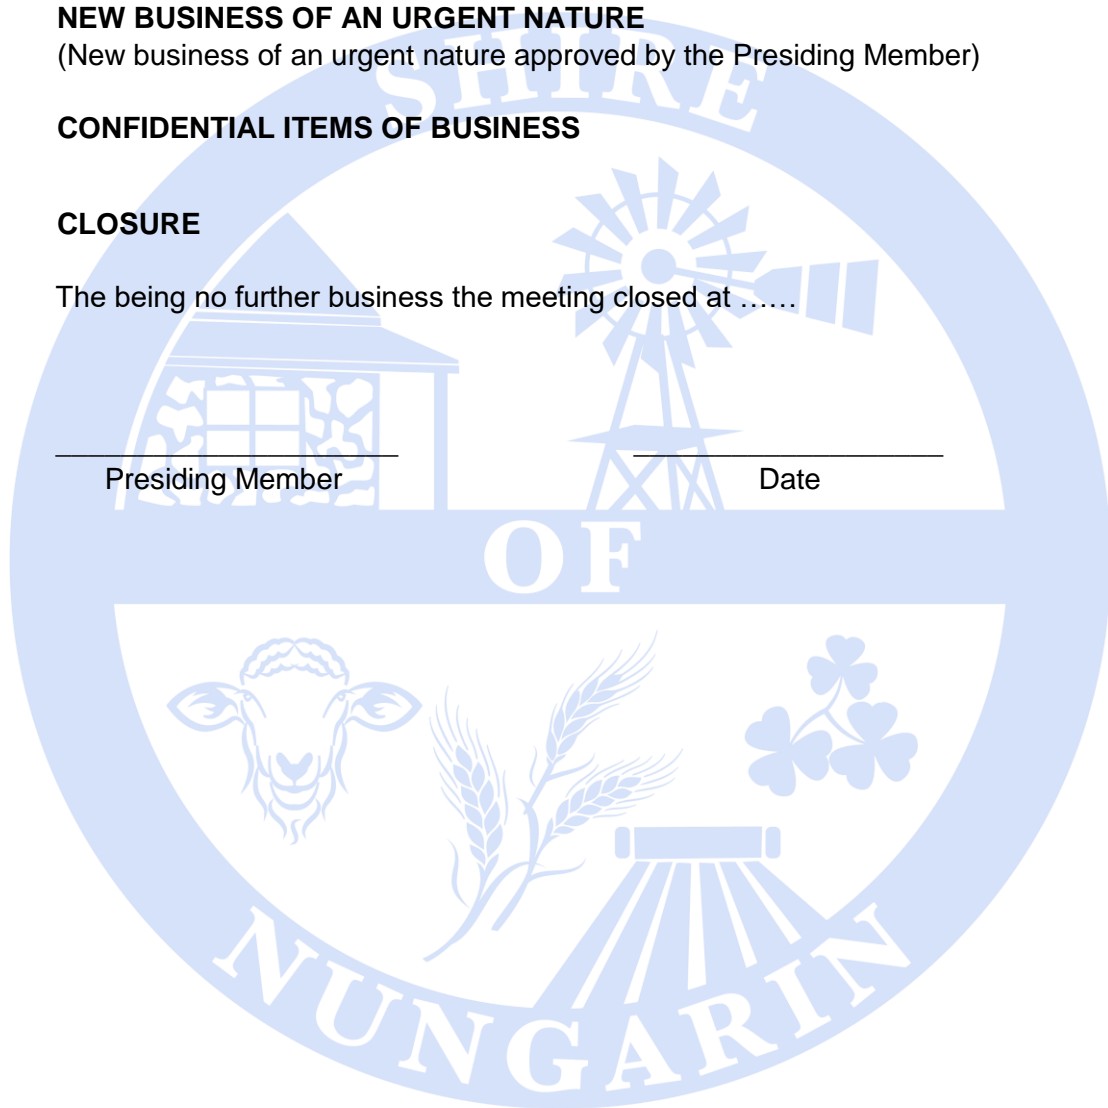 NEW BUSINESS OF AN URGENT NATURE
(New business of an urgent nature approved by the Presiding Member)
CONFIDENTIAL ITEMS OF BUSINESS
CLOSURE
The being no further business the meeting closed at ……
Presiding Member Date
SHIRE
OF
NUNGARIN